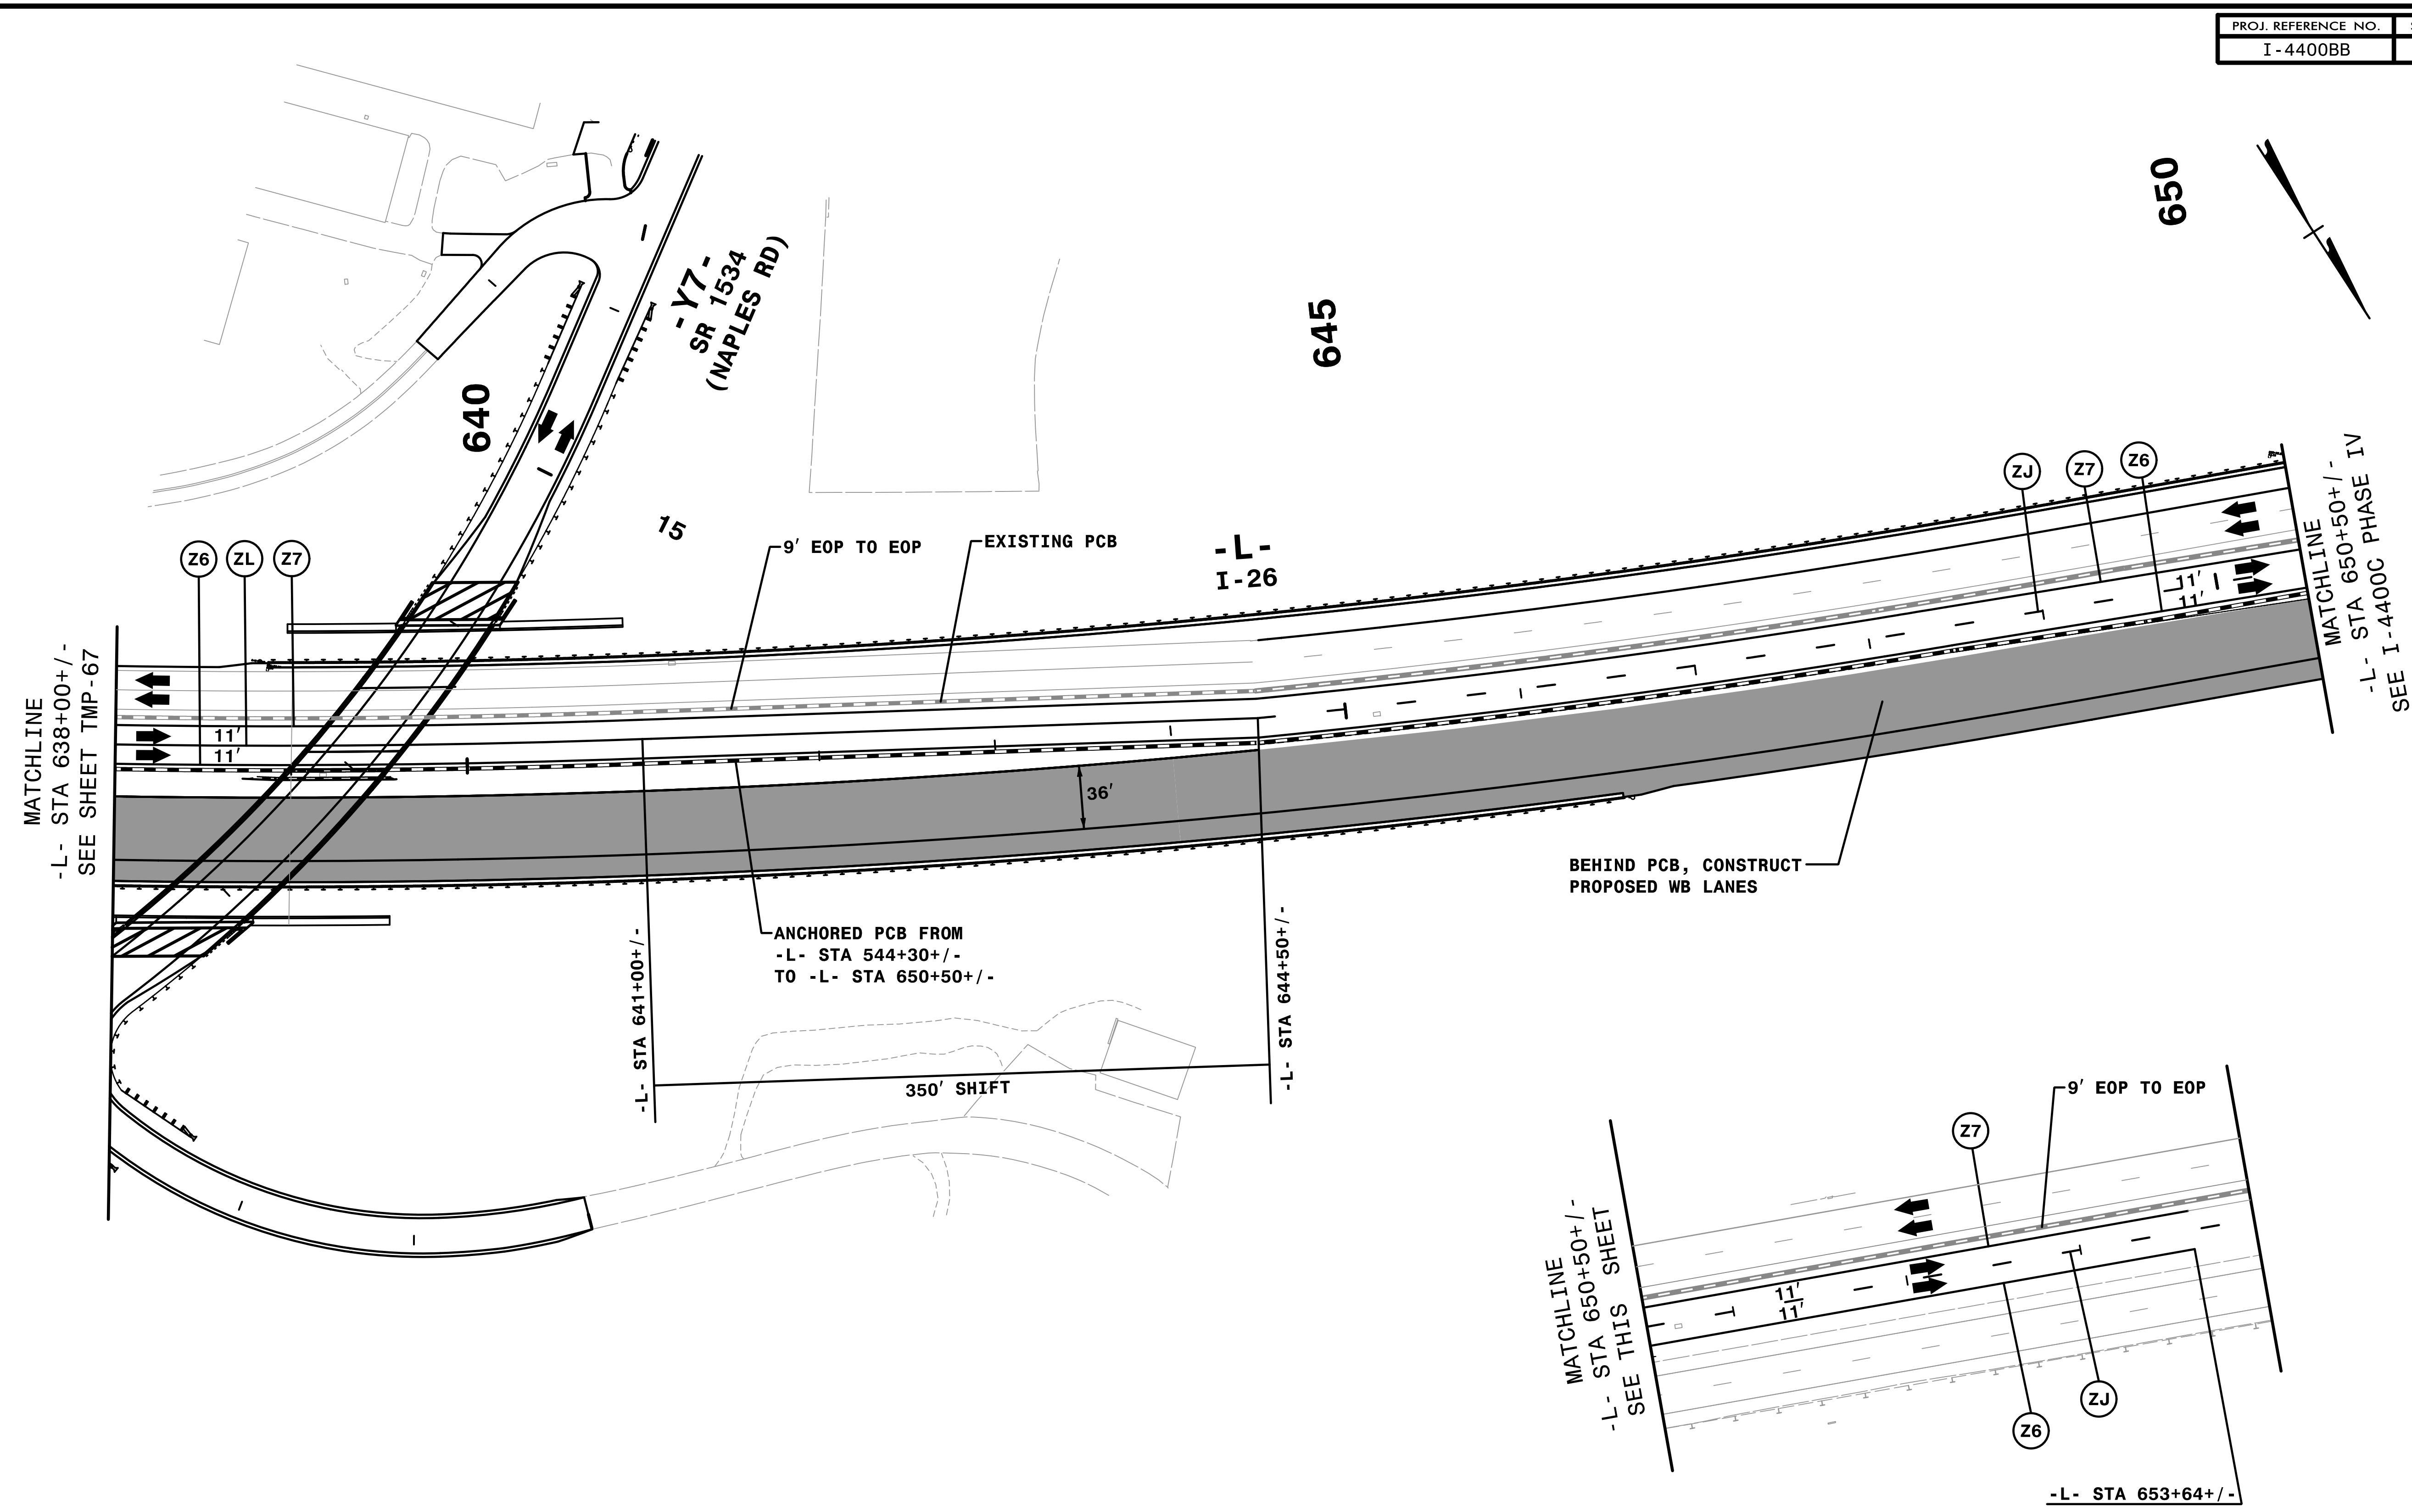 PROJ. REFERENCE NO.
I-4400BB
650
645
640
-Y7-
SR 1534
(NAPLES RD)
15
9' EOP TO EOP
EXISTING PCB
-L-
I-26
ZJ
Z7
Z6
Z6
ZL
Z7
MATCHLINE
-L- STA 638+00+/-
SEE SHEET TMP-67
11'
11'
11'
11'
MATCHLINE
-L- STA 650+50+/-
SEE I-4400C PHASE IV
36'
BEHIND PCB, CONSTRUCT
PROPOSED WB LANES
ANCHORED PCB FROM
-L- STA 544+30+/-
TO -L- STA 650+50+/-
-L- STA 641+00+/-
-L- STA 644+50+/-
350' SHIFT
9' EOP TO EOP
Z7
MATCHLINE
-L- STA 650+50+/-
SEE THIS SHEET
11'
11'
ZJ
Z6
-L- STA 653+64+/-